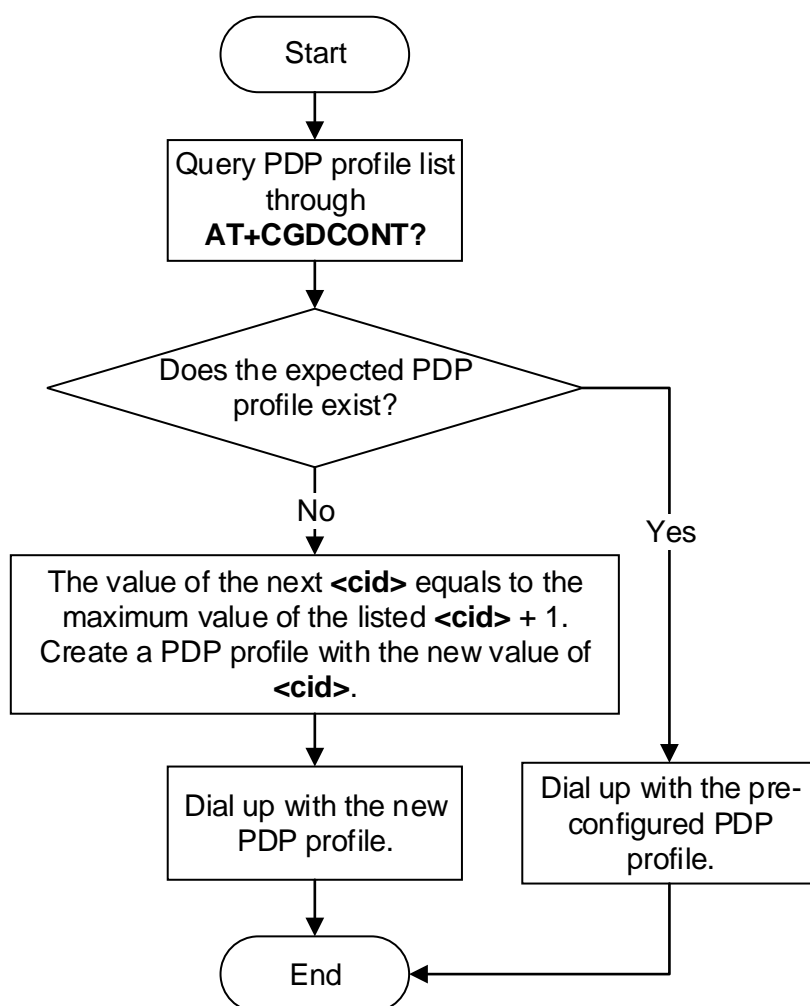 Start
Query PDP profile list
through
AT+CGDCONT?
Does the expected PDP
profile exist?
No
Yes
The value of the next <cid> equals to the
maximum value of the listed <cid> + 1.
Create a PDP profile with the new value of
<cid>.
Dial up with the new
PDP profile.
Dial up with the pre-
configured PDP
profile.
End